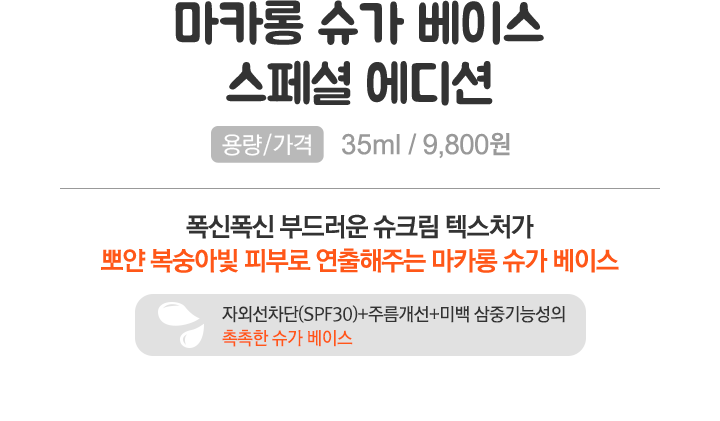 마카롱 슈가 베이스
스페셜 에디션
용량/가격 35ml / 9,800원
폭신폭신 부드러운 슈크림 텍스처가
뽀얀 복숭아빛 피부로 연출해주는 마카롱 슈가 베이스
자외선차단(SPF30)+주름개선+미백 삼중기능성의
촉촉한 슈가 베이스